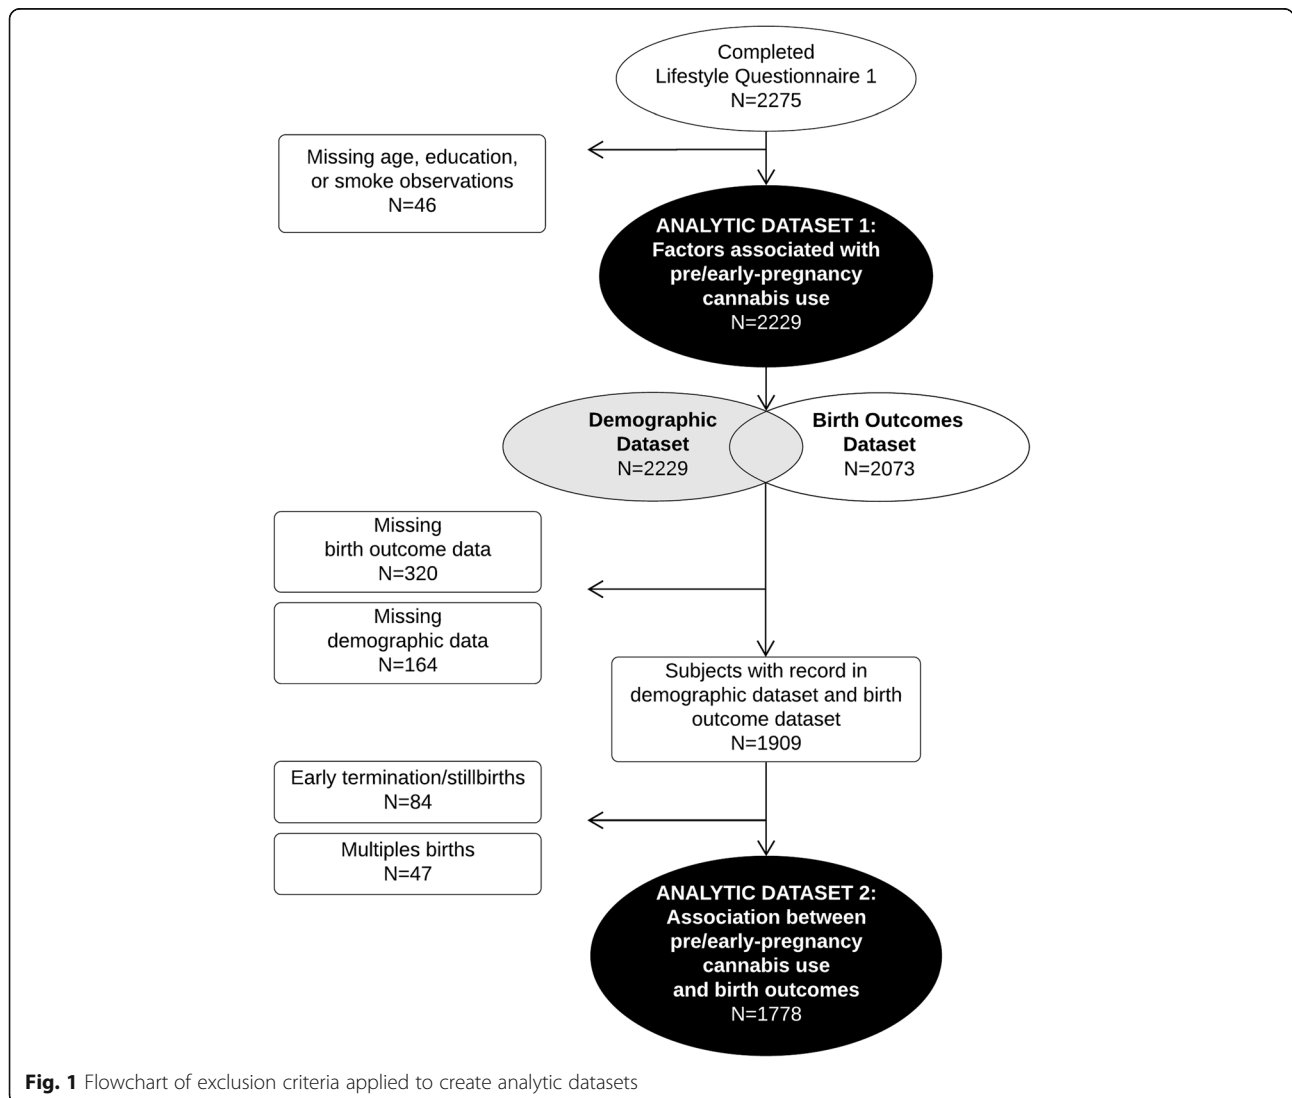 Completed
Lifestyle Questionnaire 1
N=2275
Missing age, education,
or smoke observations
N=46
ANALYTIC DATASET 1:
Factors associated with
pre/early-pregnancy
cannabis use
N=2229
Demographic
Dataset
N=2229
Birth Outcomes
Dataset
N=2073
Missing
birth outcome data
N=320
Missing
demographic data
N=164
Subjects with record in
demographic dataset and birth
outcome dataset
N=1909
Early termination/stillbirths
N=84
Multiples births
N=47
ANALYTIC DATASET 2:
Association between
pre/early-pregnancy
cannabis use
and birth outcomes
N=1778
Fig. 1 Flowchart of exclusion criteria applied to create analytic datasets